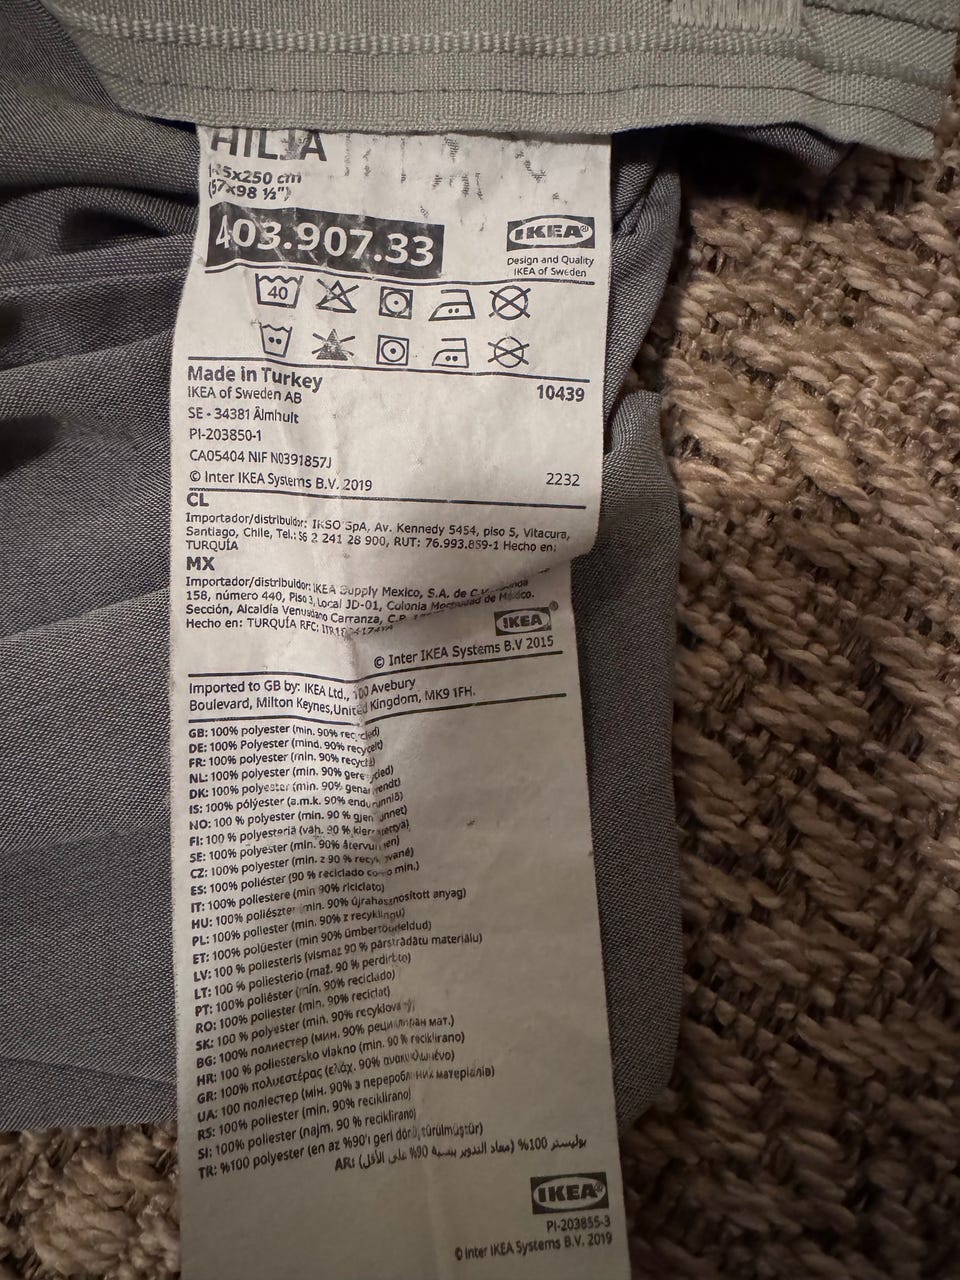 HILJA
145x250 cm
(57x98 ½")
403.907.33
IKEA®
Design and Quality
IKEA of Sweden
40
Made in Turkey
IKEA of Sweden AB
10439
SE - 34381 Älmhult
PI-203850-1
CA05404 NIF N0391857J
© Inter IKEA Systems B.V. 2019
2232
CL
Importador/distribuidor: IKSO SpA, Av. Kennedy 5454, piso 5, Vitacura,
Santiago, Chile, Tel.: 56 2 241 28 900, RUT: 76.993.859-1 Hecho en:
TURQUÍA
MX
Importador/distribuidor: IKEA Supply Mexico, S.A. de
158, número 440, Piso 3, Local JD-01, Colonia de México.
Sección, Alcaldía Venustiano Carranza, C.P.
Hecho en: TURQUÍA RFC:
IKEA®
© Inter IKEA Systems B.V 2015
Imported to GB by: IKEA Ltd., 100 Avebury
Boulevard, Milton Keynes, United Kingdom, MK9 1FH.
GB: 100% polyester (min. 90% recycled)
DE: 100% Polyester (mind. 90% recycelt)
FR: 100% polyester (min. 90% recyclé)
NL: 100% polyester (min. 90% gerecycled)
DK: 100% polyester (min. 90% genanvendt)
IS: 100% pólýester (a.m.k. 90% endurunnið)
NO: 100% polyester (min. 90 % gjenvunnet)
FI: 100 % polyesteriä (väh. 90 % kierrätettyä)
SE: 100% polyester (min. 90% återvunnen)
CZ: 100% polyester (min. z 90 % recyklované)
ES: 100% poliéster (90 % reciclado como mín.)
IT: 100% poliestere (min 90% riciclato)
HU: 100% poliészter (min. 90% újrahasznosított anyag)
PL: 100% poliester (min. 90% z recyklingu)
ET: 100% polüester (min 90% ümbertöödeldud)
LV: 100 % poliesteris (vismaz 90 % pārstrādātu materiālu)
LT: 100 % poliesterio (maž. 90 % perdirbto)
PT: 100% poliéster (mín. 90% reciclado)
RO: 100% poliester (min. 90% reciclat)
SK: 100 % polyester (min. 90% recyklovaný)
BG: 100% полиестер (мин. 90% рециклиран мат.)
HR: 100 % poliestersko vlakno (min. 90 % reciklirano)
GR: 100% πολυεστέρας (ελάχ. 90% ανακυκλωμένο)
UA: 100 поліестер (мін. 90% з перероблених матеріалів)
RS: 100% poliester (min. 90% reciklirano)
SI: 100% poliester (najm. 90 % reciklirano)
TR: %100 polyester (en az %90'ı geri dönüştürülmüştür)
AR: بوليستر 100% (معاد التدوير بنسبة 90% على الأقل)
IKEA®
PI-203855-3
© Inter IKEA Systems B.V. 2019